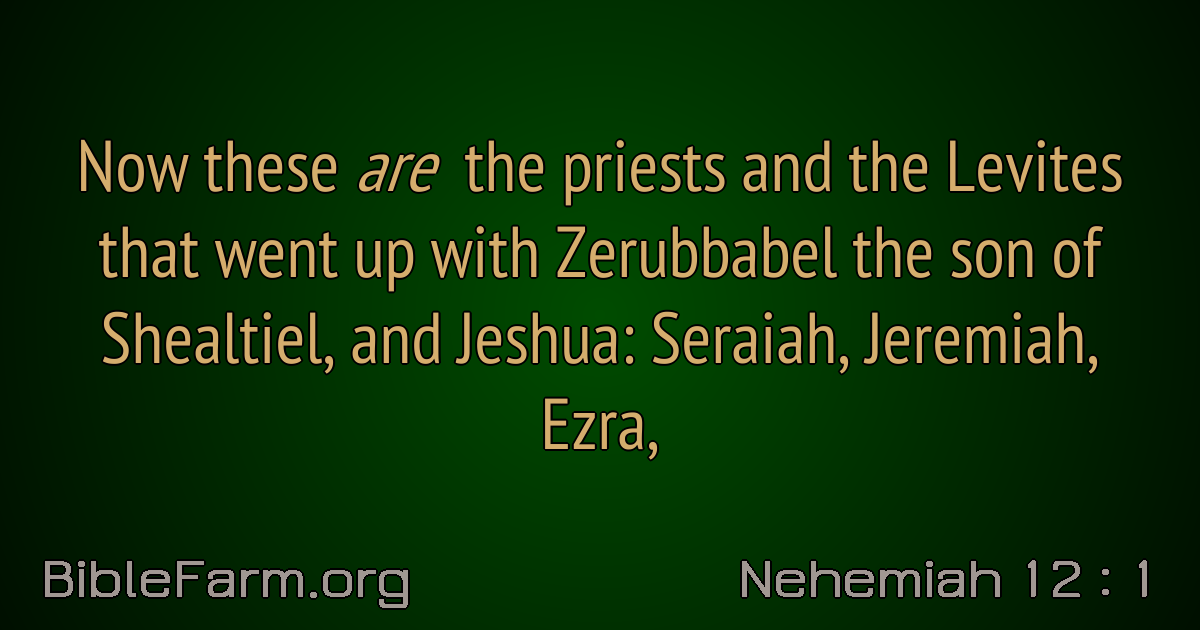 Now these are the priests and the Levites
that went up with Zerubbabel the son of
Shealtiel, and Jeshua: Seraiah, Jeremiah,
Ezra,
BibleFarm.org
Nehemiah 12 : 1